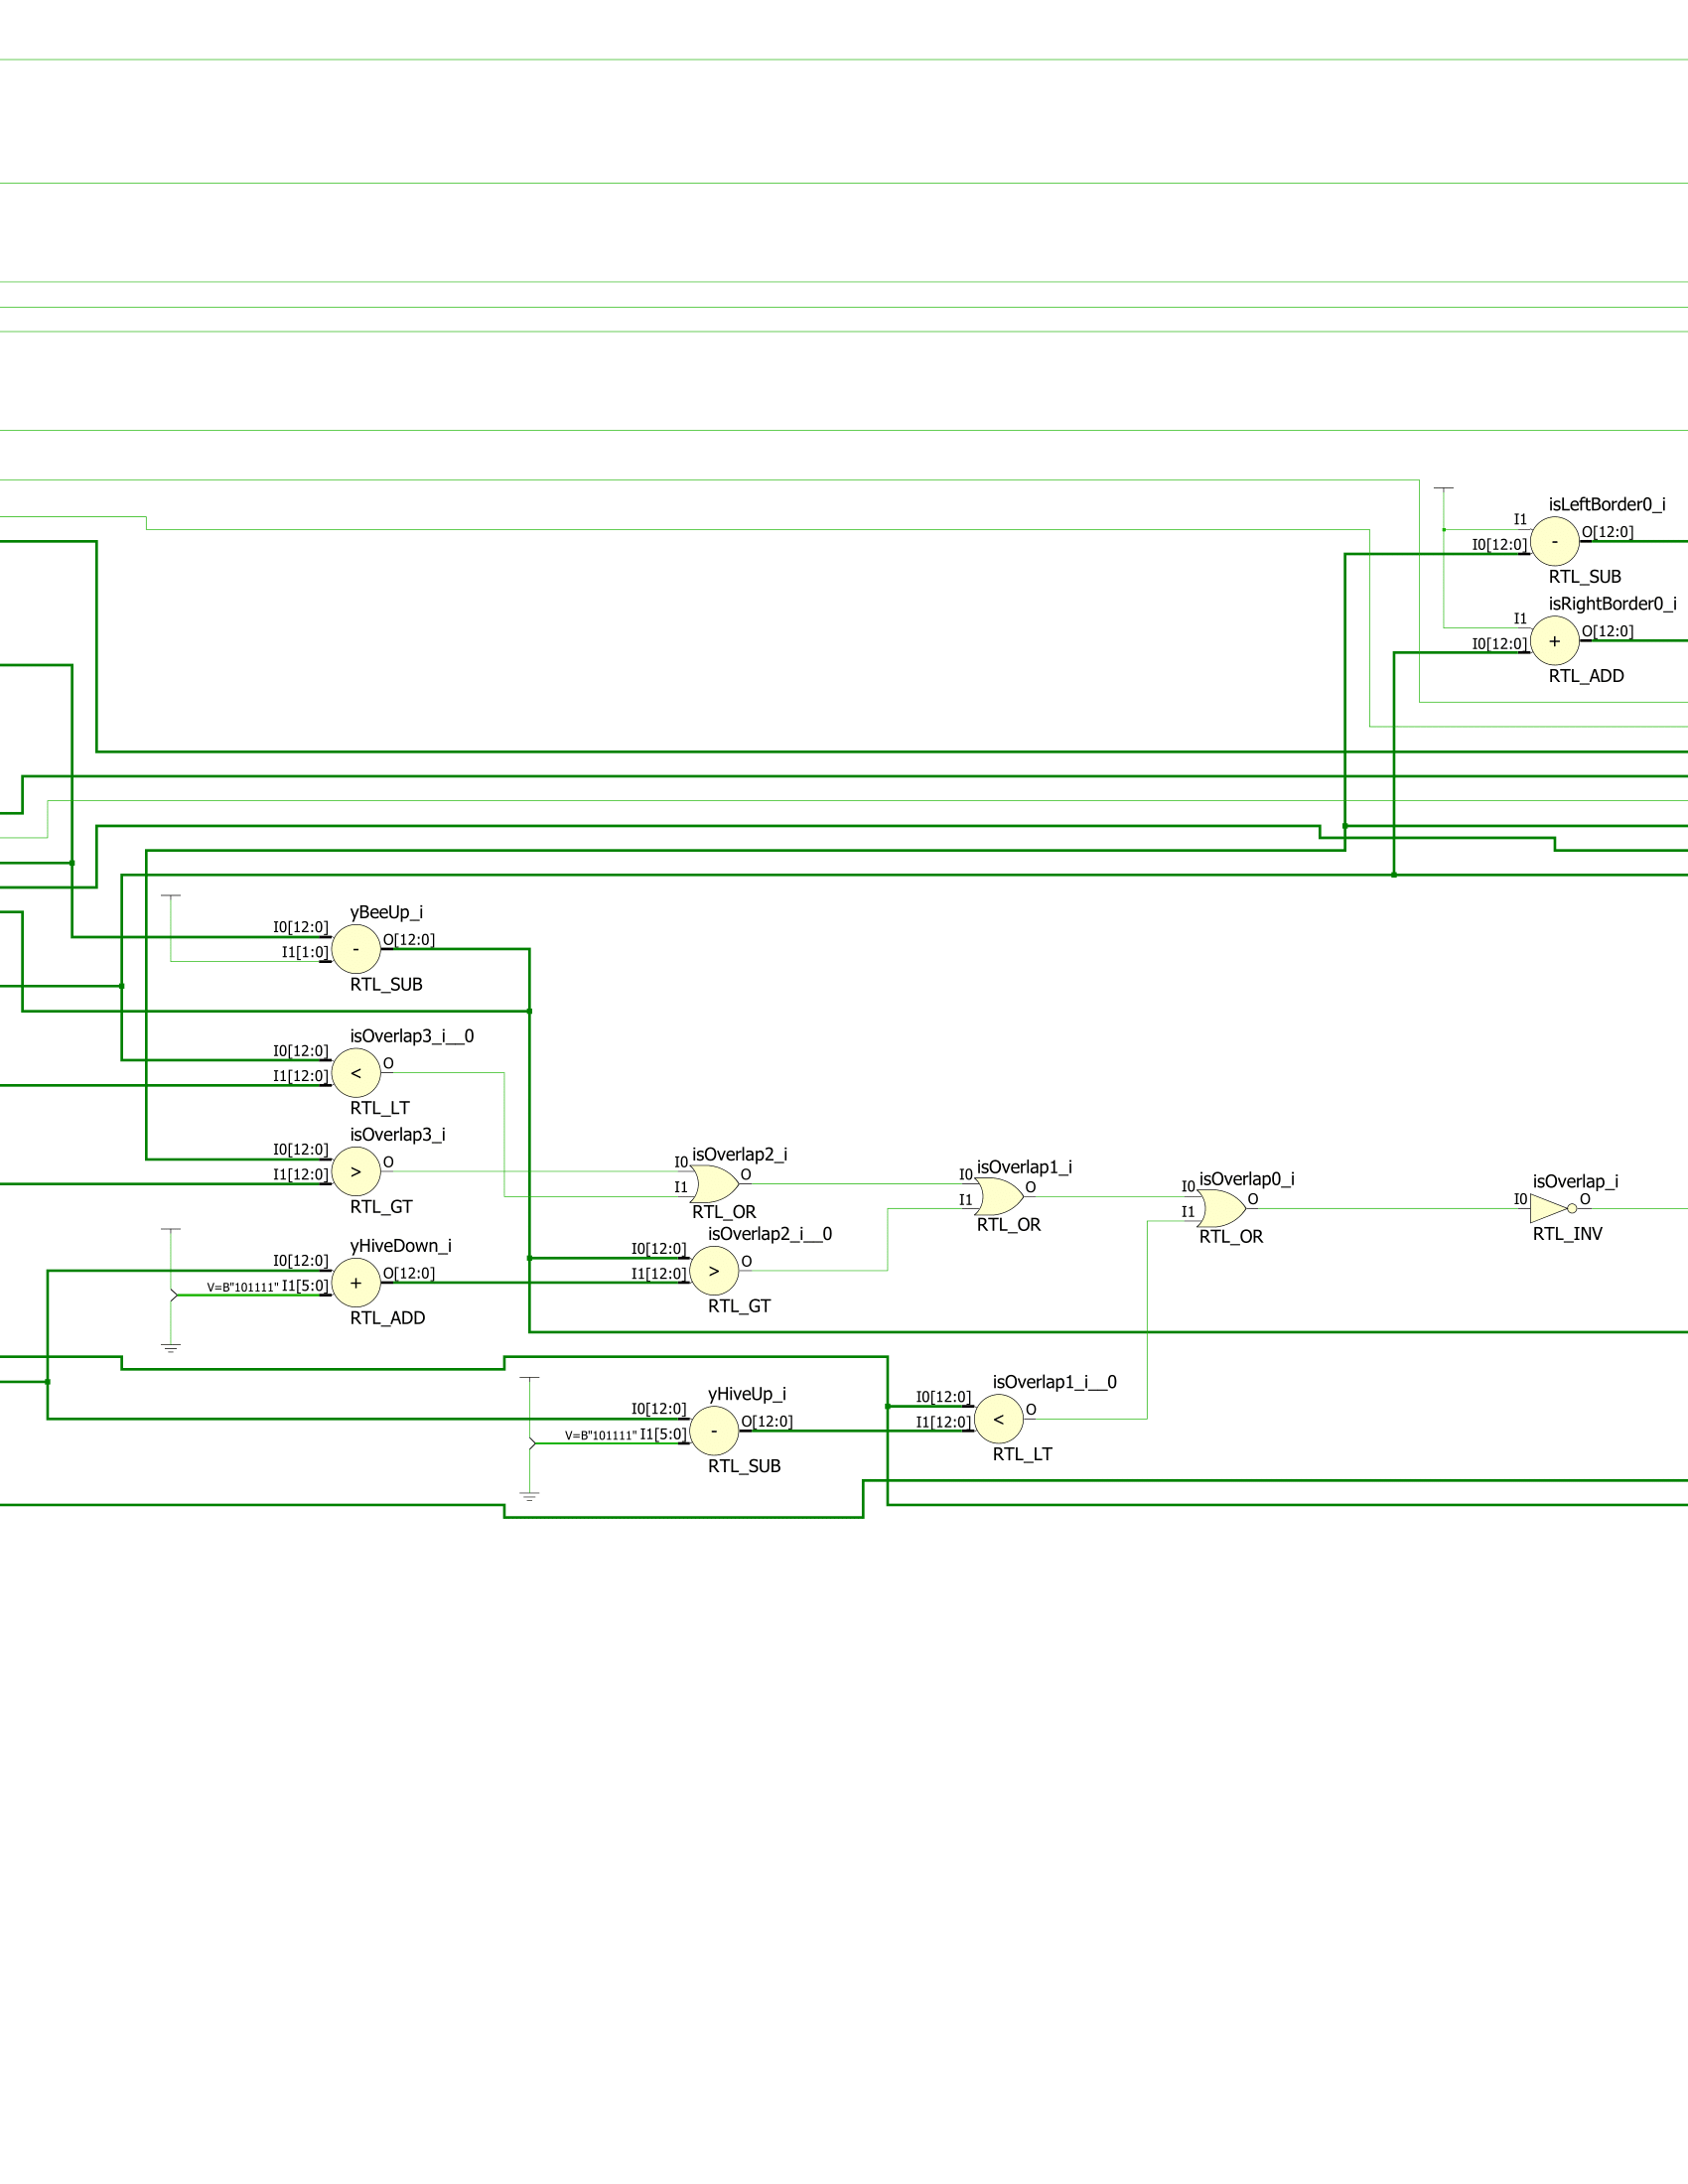 isLeftBorder0_i
I1
O[12:0]
I0[12:0]
-
RTL_SUB
isRightBorder0_i
I1
O[12:0]
I0[12:0]
+
RTL_ADD
yBeeUp_i
I0[12:0]
O[12:0]
I1[1:0]
-
RTL_SUB
isOverlap3_i__0
I0[12:0]
O
I1[12:0]
<
RTL_LT
isOverlap3_i
I0[12:0]
O
I1[12:0]
>
RTL_GT
isOverlap2_i
I0
O
I1
RTL_OR
isOverlap1_i
I0
O
I1
RTL_OR
isOverlap0_i
I0
O
I1
RTL_OR
isOverlap_i
I0
O
RTL_INV
isOverlap2_i__0
I0[12:0]
O
I1[12:0]
>
RTL_GT
yHiveDown_i
I0[12:0]
O[12:0]
V=B"101111" I1[5:0]
+
RTL_ADD
yHiveUp_i
I0[12:0]
O[12:0]
V=B"101111" I1[5:0]
-
RTL_SUB
isOverlap1_i__0
I0[12:0]
O
I1[12:0]
<
RTL_LT